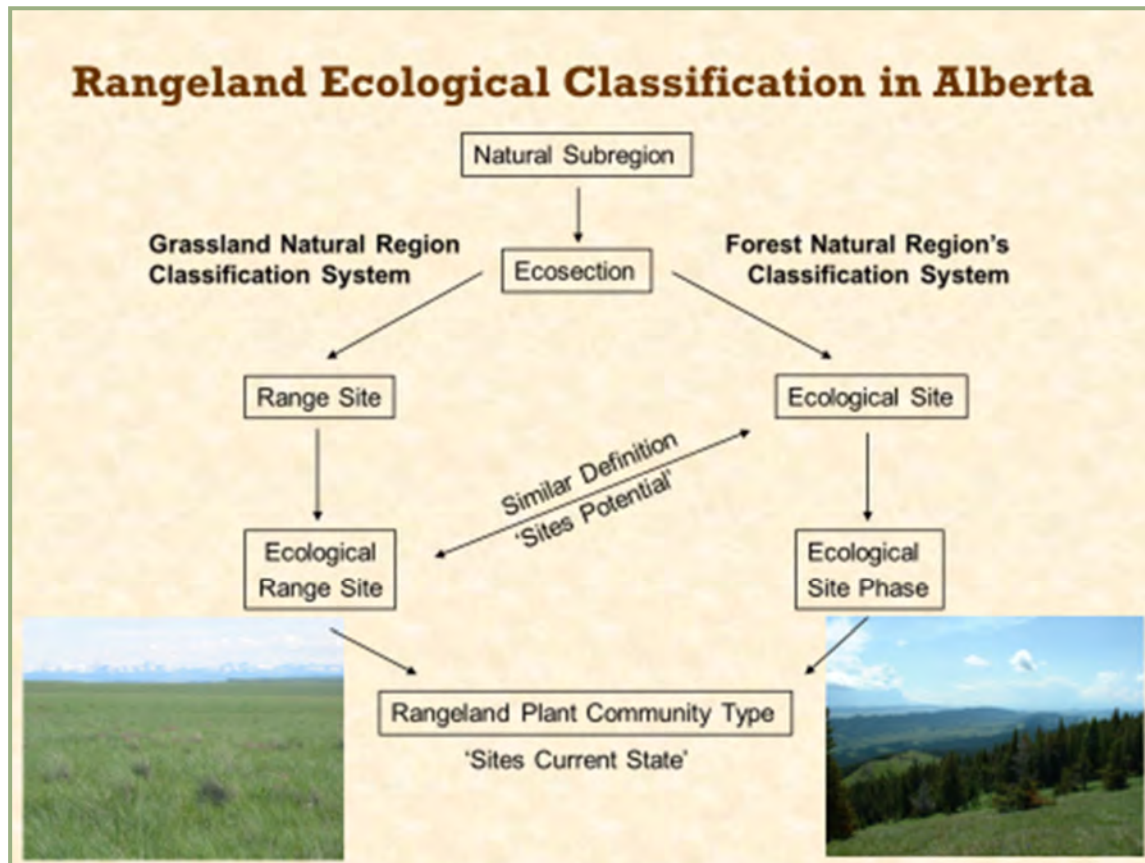 Rangeland Ecological Classification in Alberta
Natural Subregion
Grassland Natural Region
Classification System
Ecosection
Forest Natural Region's
Classification System
Range Site
Ecological Site
Similar Definition
'Sites Potential'
Ecological
Range Site
Ecological
Site Phase
Rangeland Plant Community Type
'Sites Current State'